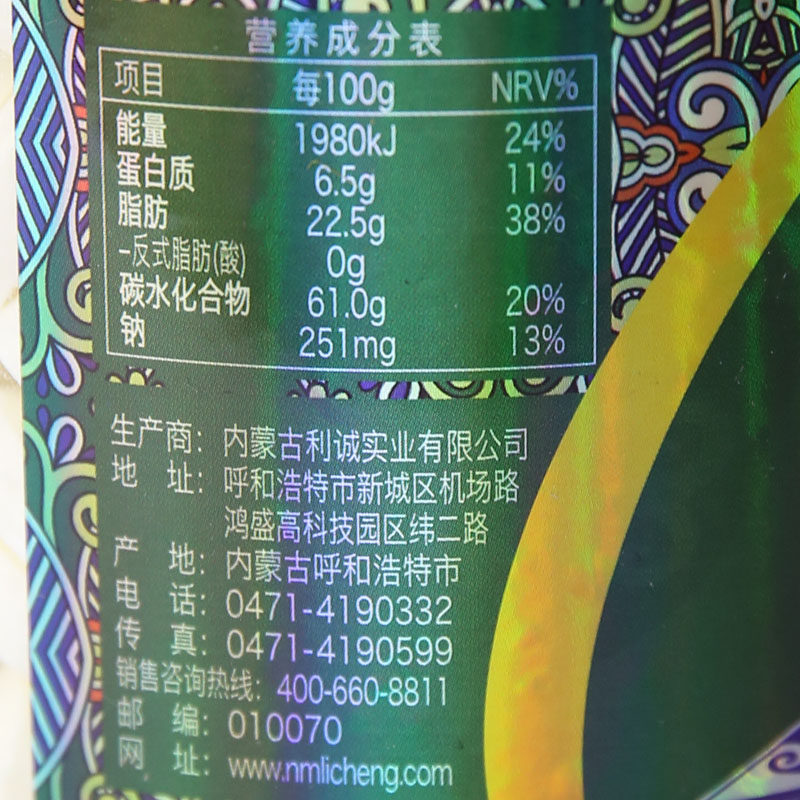 营养成分表
项目 每100g NRV%
能量 1980kJ 24%
蛋白质 6.5g 11%
脂肪 22.5g 38%
-反式脂肪(酸) 0g
碳水化合物 61.0g 20%
钠 251mg 13%
生产商：内蒙古利诚实业有限公司
地 址：呼和浩特市新城区机场路
鸿盛高科技园区纬二路
产 地：内蒙古呼和浩特市
电 话：0471-4190332
传 真：0471-4190599
销售咨询热线：400-660-8811
邮 编：010070
网 址：www.nmlicheng.com